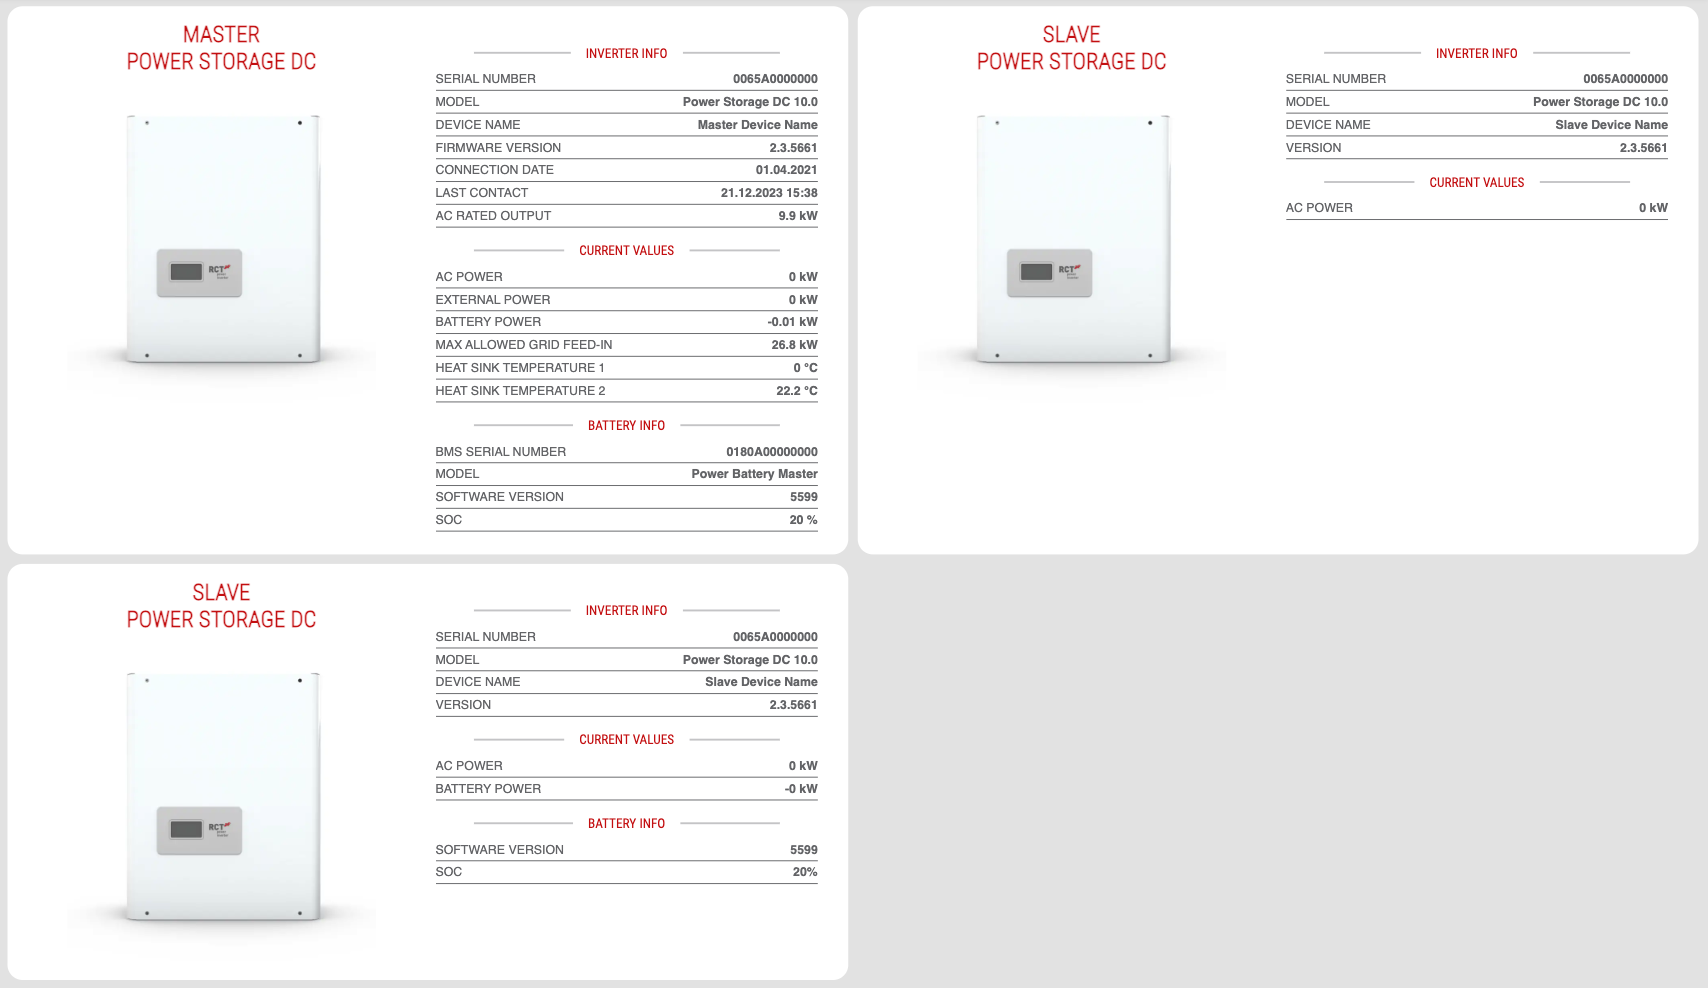 MASTER
POWER STORAGE DC
INVERTER INFO
SERIAL NUMBER 0065A0000000
MODEL Power Storage DC 10.0
DEVICE NAME Master Device Name
FIRMWARE VERSION 2.3.5661
CONNECTION DATE 01.04.2021
LAST CONTACT 21.12.2023 15:38
AC RATED OUTPUT 9.9 kW
CURRENT VALUES
AC POWER 0 kW
EXTERNAL POWER 0 kW
BATTERY POWER -0.01 kW
MAX ALLOWED GRID FEED-IN 26.8 kW
HEAT SINK TEMPERATURE 1 0 °C
HEAT SINK TEMPERATURE 2 22.2 °C
BATTERY INFO
BMS SERIAL NUMBER 0180A00000000
MODEL Power Battery Master
SOFTWARE VERSION 5599
SOC 20 %
RCT
SLAVE
POWER STORAGE DC
INVERTER INFO
SERIAL NUMBER 0065A0000000
MODEL Power Storage DC 10.0
DEVICE NAME Slave Device Name
VERSION 2.3.5661
CURRENT VALUES
AC POWER 0 kW
RCT
SLAVE
POWER STORAGE DC
INVERTER INFO
SERIAL NUMBER 0065A0000000
MODEL Power Storage DC 10.0
DEVICE NAME Slave Device Name
VERSION 2.3.5661
CURRENT VALUES
AC POWER 0 kW
BATTERY POWER -0 kW
BATTERY INFO
SOFTWARE VERSION 5599
SOC 20%
RCT